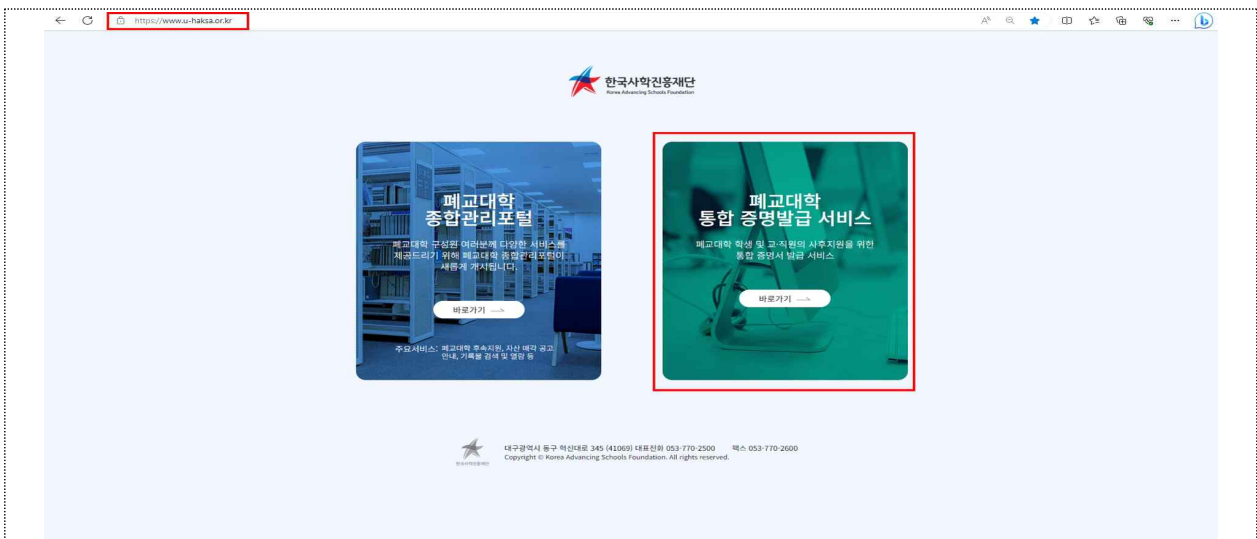 https://www.u-haksa.or.kr
한국사학진흥재단
Korea Advancing Schools Foundation
폐교대학
종합관리포털
폐교대학 구성원 여러분께 다양한 서비스를
제공드리기 위해 폐교대학 종합관리포털이
새롭게 개시됩니다.
바로가기
주요서비스: 폐교대학 후속지원, 자산 매각 공고
안내, 기록물 검색 및 열람 등
폐교대학
통합 증명발급 서비스
폐교대학 학생 및 교·직원의 사후지원을 위한
통합 증명서 발급 서비스
바로가기
한국사학진흥재단
대구광역시 동구 혁신대로 345 (41069) 대표전화 053-770-2500 팩스 053-770-2600
Copyright © Korea Advancing Schools Foundation. All rights reserved.